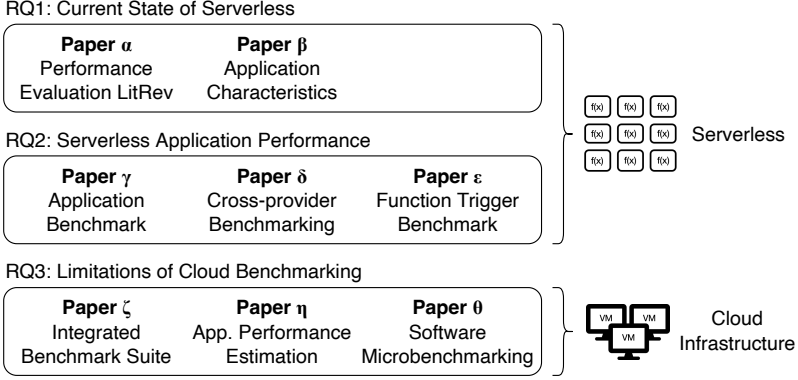 RQ1: Current State of Serverless
Paper α
Performance
Evaluation LitRev
Paper β
Application
Characteristics
RQ2: Serverless Application Performance
Paper γ
Application
Benchmark
Paper δ
Cross-provider
Benchmarking
Paper ε
Function Trigger
Benchmark
f(x) f(x) f(x)
f(x) f(x) f(x)
f(x) f(x) f(x)
Serverless
RQ3: Limitations of Cloud Benchmarking
Paper ζ
Integrated
Benchmark Suite
Paper η
App. Performance
Estimation
Paper θ
Software
Microbenchmarking
VM VM
VM
Cloud
Infrastructure